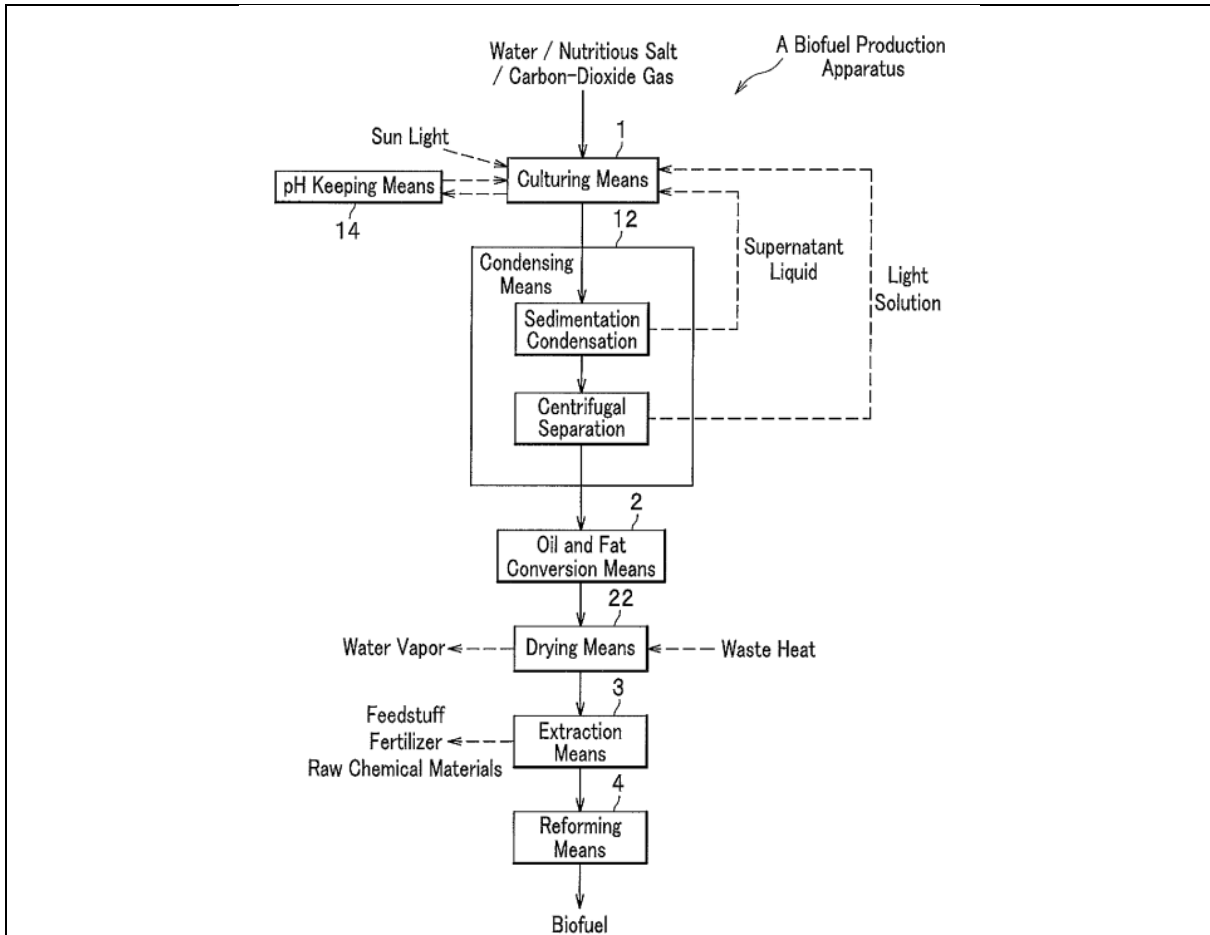 Water / Nutritious Salt
/ Carbon-Dioxide Gas
A Biofuel Production
Apparatus
Sun Light
1
Culturing Means
pH Keeping Means
14
12
Condensing
Means
Supernatant
Liquid
Light
Solution
Sedimentation
Condensation
Centrifugal
Separation
2
Oil and Fat
Conversion Means
22
Water Vapor
Drying Means
Waste Heat
3
Feedstuff
Fertilizer
Raw Chemical Materials
Extraction
Means
4
Reforming
Means
Biofuel